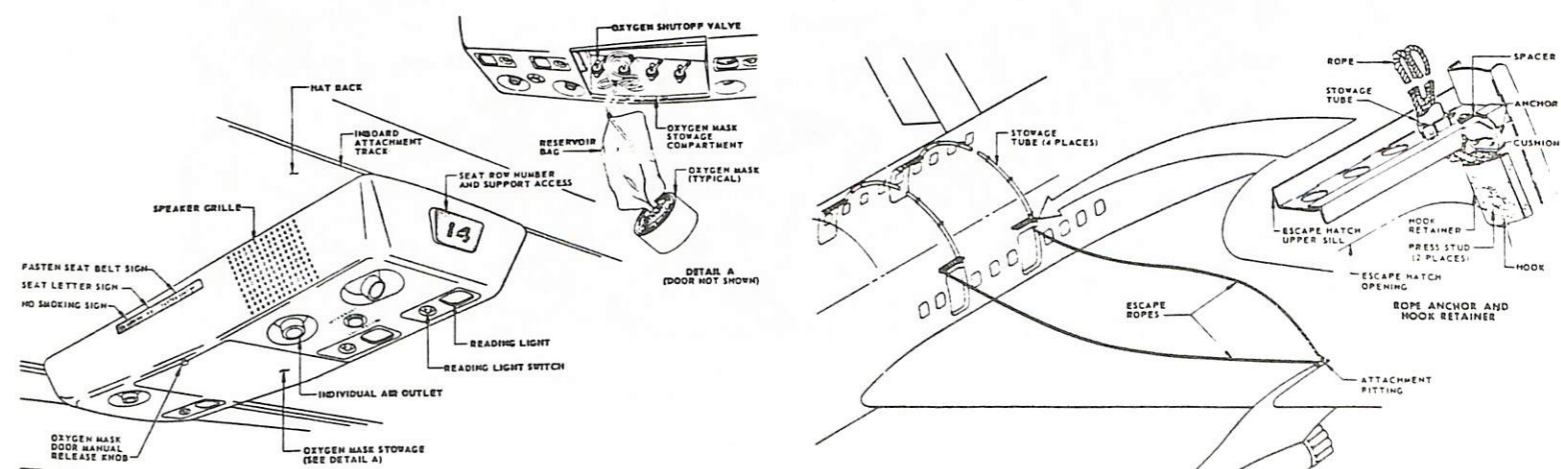 OXYGEN SHUTOFF VALVE
HAT RACK
INBOARD
ATTACHMENT
TRACK
RESERVOIR
BAG
OXYGEN MASK
STOWAGE
COMPARTMENT
SEAT ROW NUMBER
AND SUPPORT ACCESS
OXYGEN MASK
(TYPICAL)
SPEAKER GRILLE
14
DETAIL A
(DOOR NOT SHOWN)
FASTEN SEAT BELT SIGN
SEAT LETTER SIGN
NO SMOKING SIGN
READING LIGHT
READING LIGHT SWITCH
INDIVIDUAL AIR OUTLET
OXYGEN MASK
DOOR MANUAL
RELEASE KNOB
OXYGEN MASK STOWAGE
(SEE DETAIL A)
ROPE
SPACER
STOWAGE
TUBE
ANCHOR
CUSHION
STOWAGE
TUBE (4 PLACES)
ESCAPE HATCH
UPPER SILL
HOOK
RETAINER
PRESS STUD
(2 PLACES)
HOOK
ESCAPE HATCH
OPENING
ROPE ANCHOR AND
HOOK RETAINER
ESCAPE
ROPES
ATTACHMENT
FITTING